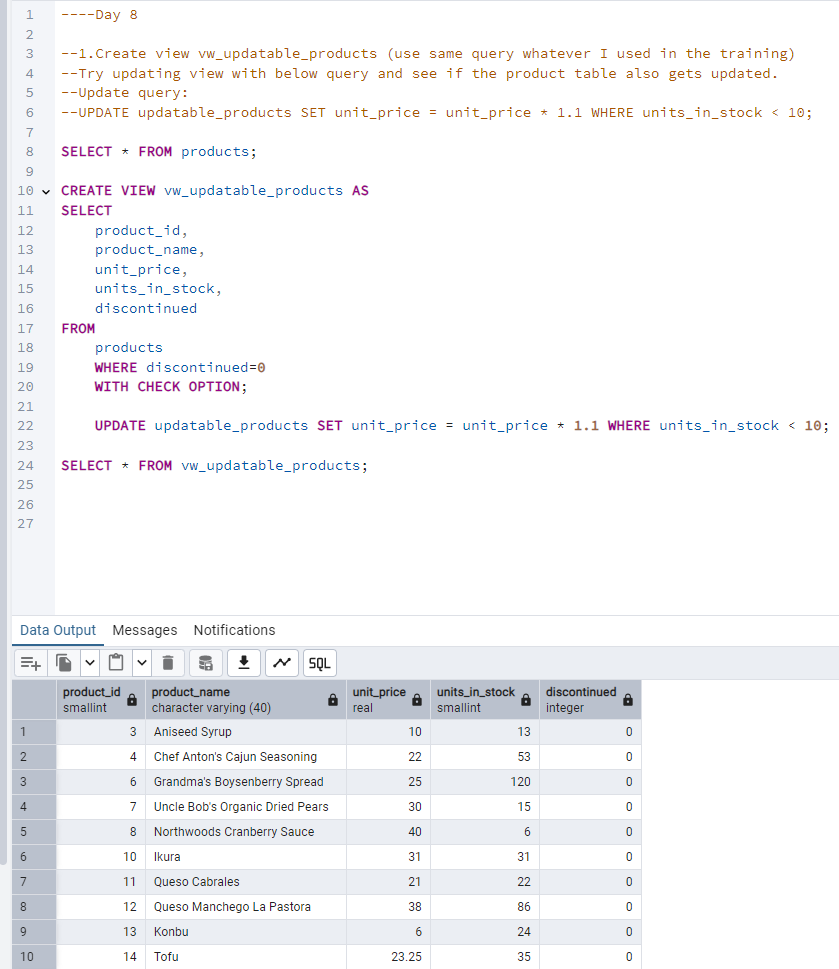 1 ----Day 8
2
3 --1.Create view vw_updatable_products (use same query whatever I used in the training)
4 --Try updating view with below query and see if the product table also gets updated.
5 --Update query:
6 --UPDATE updatable_products SET unit_price = unit_price * 1.1 WHERE units_in_stock < 10;
7
8 SELECT * FROM products;
9
10 CREATE VIEW vw_updatable_products AS
11 SELECT
12 product_id,
13 product_name,
14 unit_price,
15 units_in_stock,
16 discontinued
17 FROM
18 products
19 WHERE discontinued=0
20 WITH CHECK OPTION;
21
22 UPDATE updatable_products SET unit_price = unit_price * 1.1 WHERE units_in_stock < 10;
23
24 SELECT * FROM vw_updatable_products;
25
26
27
Data Output Messages Notifications
SQL
product_id product_name unit_price units_in_stock discontinued
smallint character varying (40) real smallint integer
1 3 Aniseed Syrup 10 13 0
2 4 Chef Anton's Cajun Seasoning 22 53 0
3 6 Grandma's Boysenberry Spread 25 120 0
4 7 Uncle Bob's Organic Dried Pears 30 15 0
5 8 Northwoods Cranberry Sauce 40 6 0
6 10 Ikura 31 31 0
7 11 Queso Cabrales 21 22 0
8 12 Queso Manchego La Pastora 38 86 0
9 13 Konbu 6 24 0
10 14 Tofu 23.25 35 0